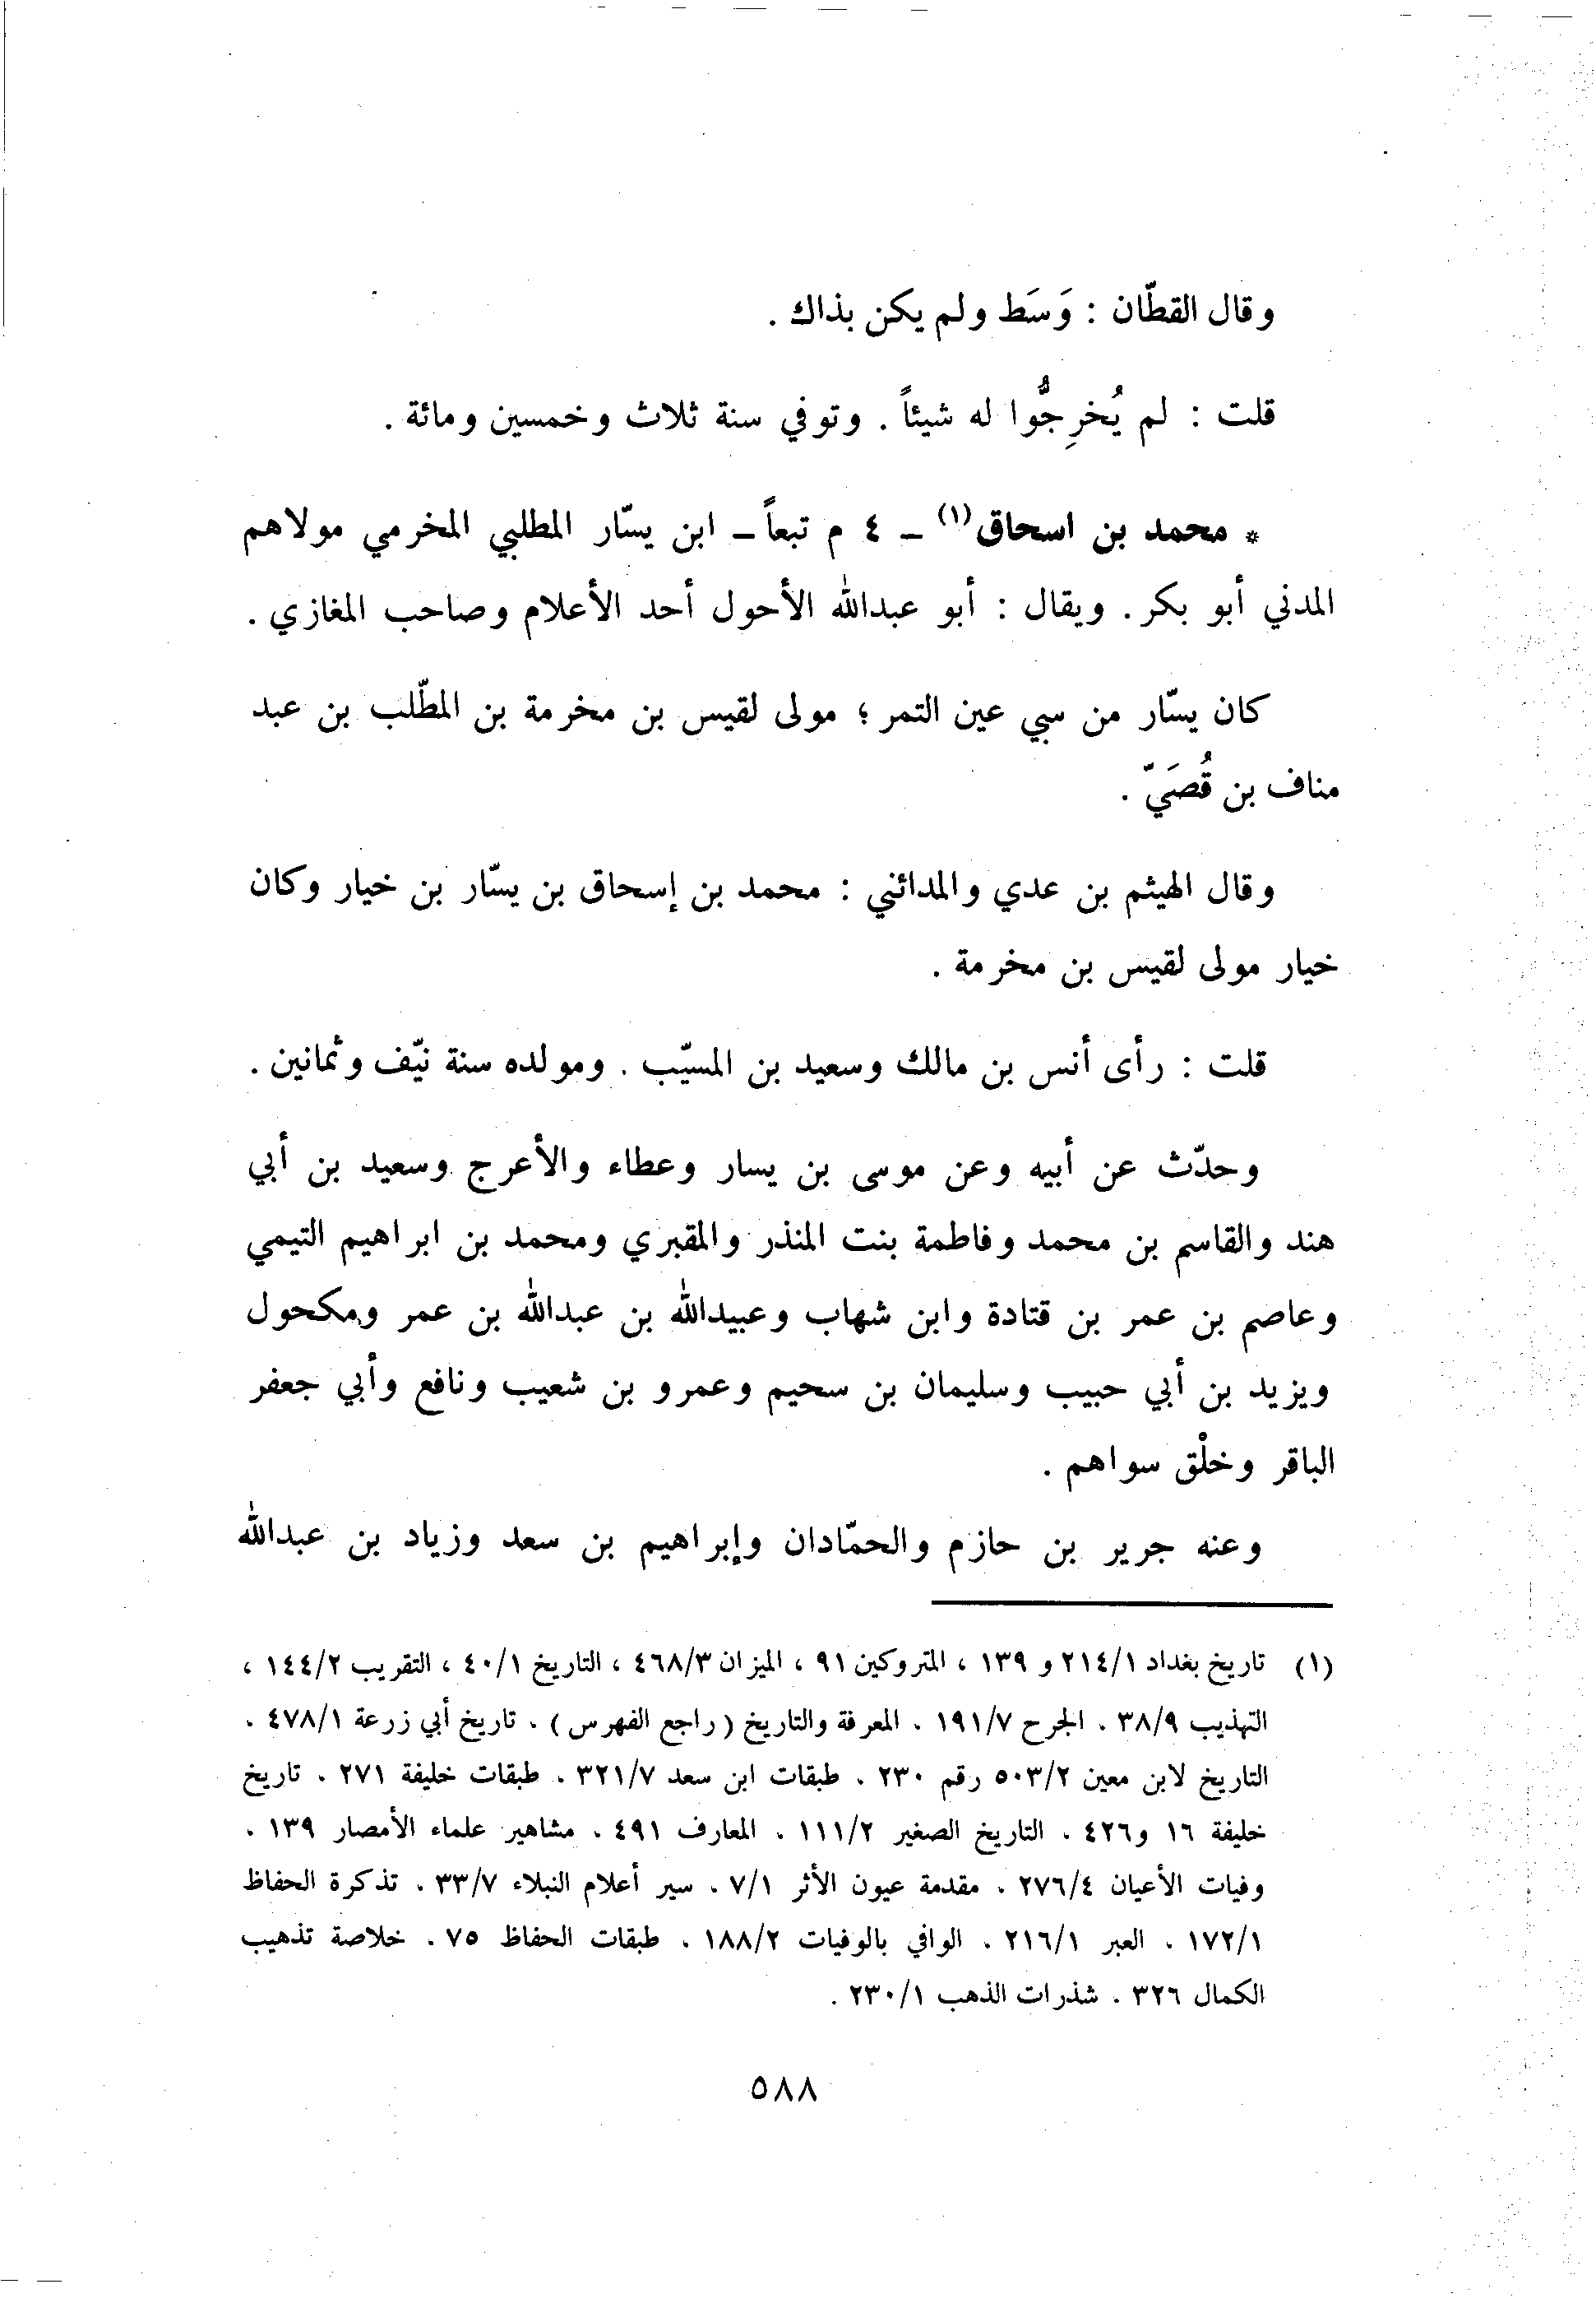 وقال القطّان : وَسَط ولم يكن بذاك .
قلت : لم يُخرِجُّوا له شيئاً . وتوفي سنة ثلاث وخمسين ومائة .
* محمد بن اسحاق(١) – ٤ م تبعاً – ابن يسّار المطلبي المخرمي مولاهم
المدني أبو بكر . ويقال : أبو عبدالله الأحول أحد الأعلام وصاحب المغازي .
كان يسّار من سبي عين التمر ؛ مولى لقيس بن مخرمة بن المطّلب بن عبد
مناف بن قُصَيّ .
وقال الهيثم بن عدي والمدائني : محمد بن إسحاق بن يسّار بن خيار وكان
خيار مولى لقيس بن مخرمة .
قلت : رأى أنس بن مالك وسعيد بن المسيّب . ومولده سنة نيّف وثمانين .
وحدّث عن أبيه وعن موسى بن يسار وعطاء والأعرج وسعيد بن أبي
هند والقاسم بن محمد وفاطمة بنت المنذر والمقبري ومحمد بن ابراهيم التيمي
وعاصم بن عمر بن قتادة وابن شهاب وعبيدالله بن عبدالله بن عمر ومكحول
ويزيد بن أبي حبيب وسليمان بن سحيم وعمرو بن شعيب ونافع وأبي جعفر
الباقر وخلْق سواهم .
وعنه جرير بن حازم والحمّادان وإبراهيم بن سعد وزياد بن عبدالله
(١) تاريخ بغداد ٢١٤/١ و ١٣٩ ، المتروكين ٩١ ، الميزان ٤٦٨/٣ ، التاريخ ٤٠/١ ، التقريب ١٤٤/٢ ،
التهذيب ٣٨/٩ . الجرح ١٩١/٧ . المعرفة والتاريخ ( راجع الفهرس ) . تاريخ أبي زرعة ٤٧٨/١ .
التاريخ لابن معين ٥٠٣/٢ رقم ٢٣٠ . طبقات ابن سعد ٣٢١/٧ . طبقات خليفة ٢٧١ . تاريخ
خليفة ١٦ و٤٢٦ . التاريخ الصغير ١١١/٢ . المعارف ٤٩١ . مشاهير علماء الأمصار ١٣٩ .
وفيات الأعيان ٢٧٦/٤ . مقدمة عيون الأثر ٧/١ . سير أعلام النبلاء ٣٣/٧ . تذكرة الحفاظ
١٧٢/١ . العبر ٢١٦/١ . الوافي بالوفيات ١٨٨/٢ . طبقات الحفاظ ٧٥ . خلاصة تذهيب
الكمال ٣٢٦ . شذرات الذهب ٢٣٠/١ .
٥٨٨